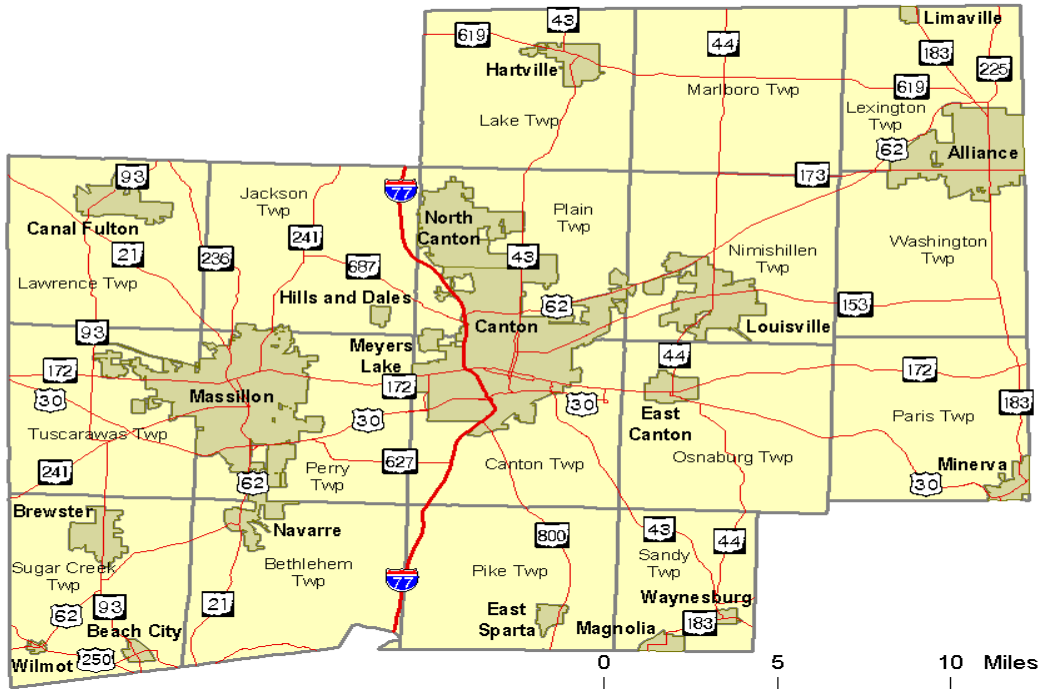 43
Limaville
619
44
183
Hartville
225
Marlboro Twp
619
Lake Twp
Lexington
Twp
62
Alliance
93
77
173
Jackson
Twp
North
Canton
Plain
Twp
Canal Fulton
241
Washington
Twp
21
236
43
Nimishillen
Twp
687
Lawrence Twp
Hills and Dales
62
153
Canton
Louisville
93
Meyers
Lake
44
172
172
172
30
Massillon
30
30
183
East
Canton
Paris Twp
Tuscarawas Twp
627
Canton Twp
Osnaburg Twp
241
Perry
Twp
Minerva
62
30
Brewster
Navarre
800
43
44
Sugar Creek
Twp
Bethlehem
Twp
77
Pike Twp
Sandy
Twp
62
93
21
Waynesburg
East
Sparta
Magnolia
183
Beach City
Wilmot
250
0 5 10 Miles